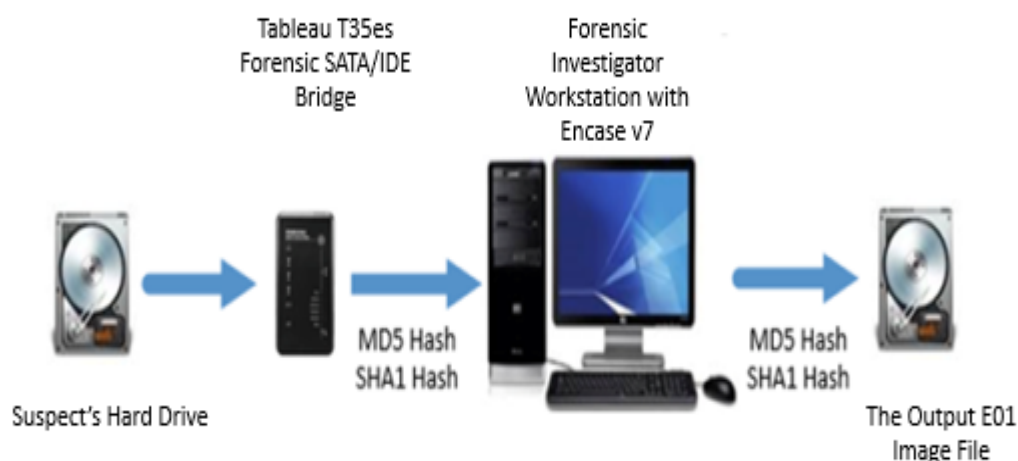 Tableau T35es
Forensic SATA/IDE
Bridge
Forensic
Investigator
Workstation with
Encase v7
MD5 Hash
SHA1 Hash
MD5 Hash
SHA1 Hash
Suspect's Hard Drive
The Output E01
Image File